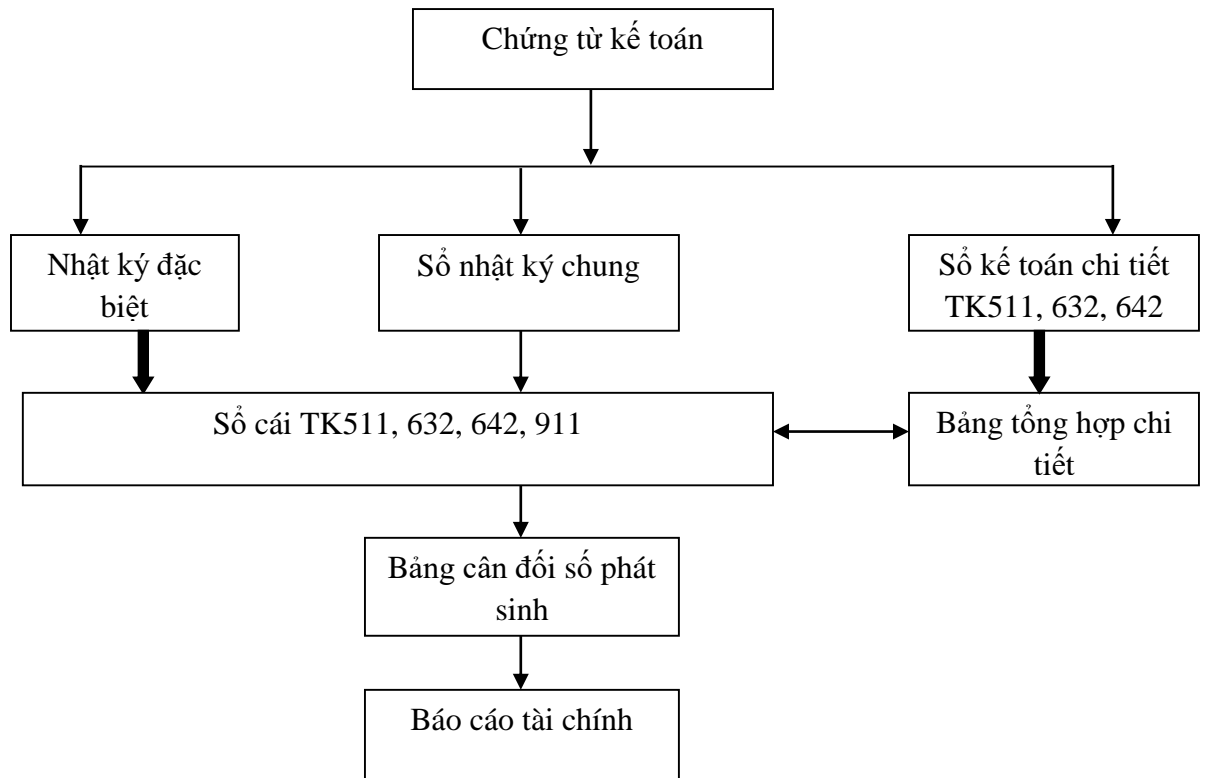 Chứng từ kế toán
Nhật ký đặc
biệt
Sổ nhật ký chung
Sổ kế toán chi tiết
TK511, 632, 642
Sổ cái TK511, 632, 642, 911
Bảng tổng hợp chi
tiết
Bảng cân đối số phát
sinh
Báo cáo tài chính